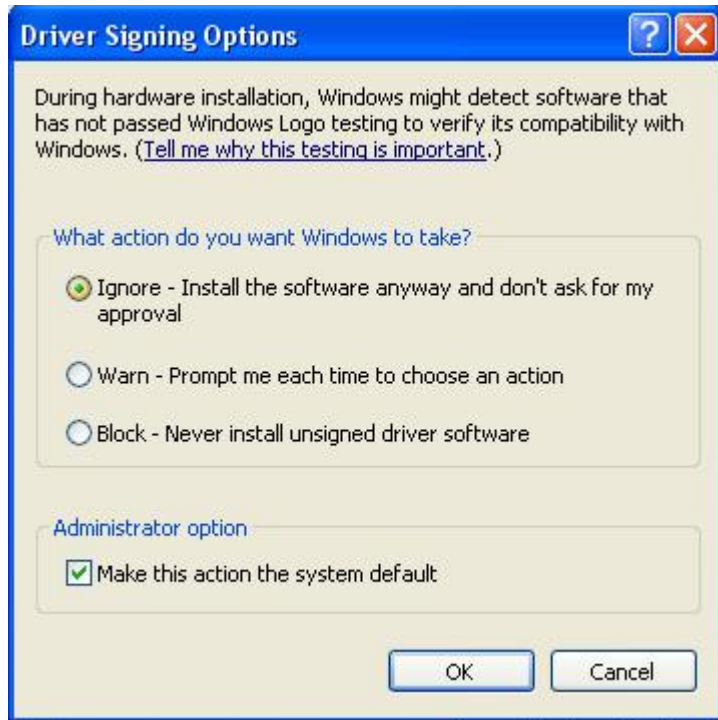 Driver Signing Options
During hardware installation, Windows might detect software that
has not passed Windows Logo testing to verify its compatibility with
Windows. (Tell me why this testing is important.)
What action do you want Windows to take?
Ignore - Install the software anyway and don't ask for my
approval
Warn - Prompt me each time to choose an action
Block - Never install unsigned driver software
Administrator option
Make this action the system default
OK
Cancel